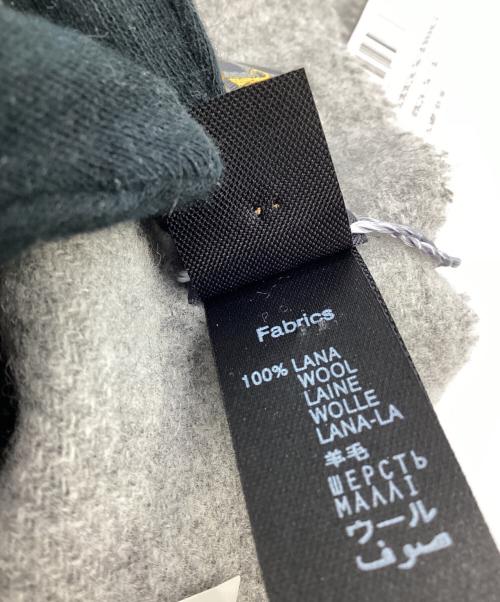 Fabrics
100% LANA
WOOL
LAINE
WOLLE
LANA-LA
羊毛
ШЕРСТЬ
ΜΑΛΛΙ
ウール
صوف